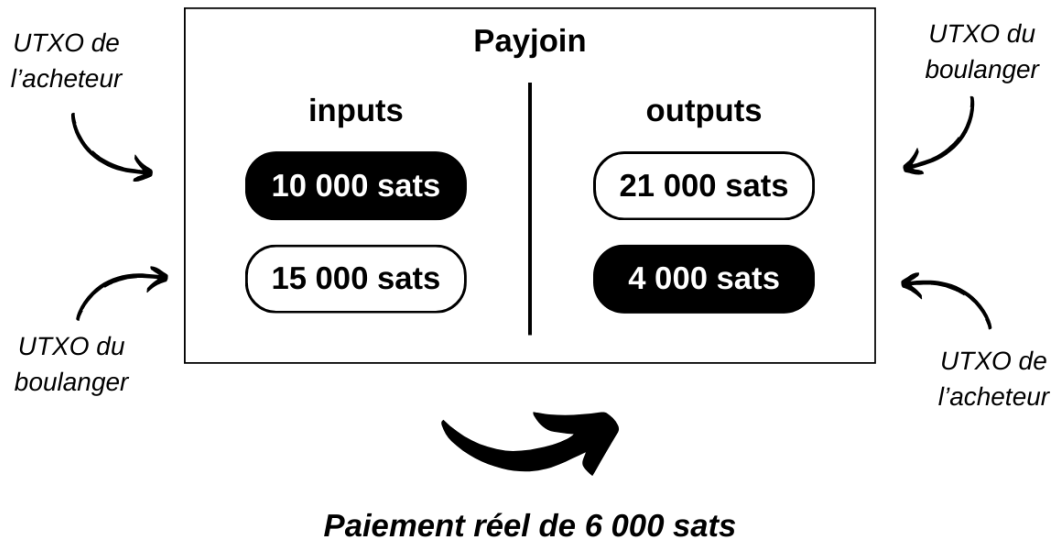 Payjoin
UTXO de
l’acheteur
UTXO du
boulanger
inputs
outputs
10 000 sats
21 000 sats
15 000 sats
4 000 sats
UTXO du
boulanger
UTXO de
l’acheteur
Paiement réel de 6 000 sats